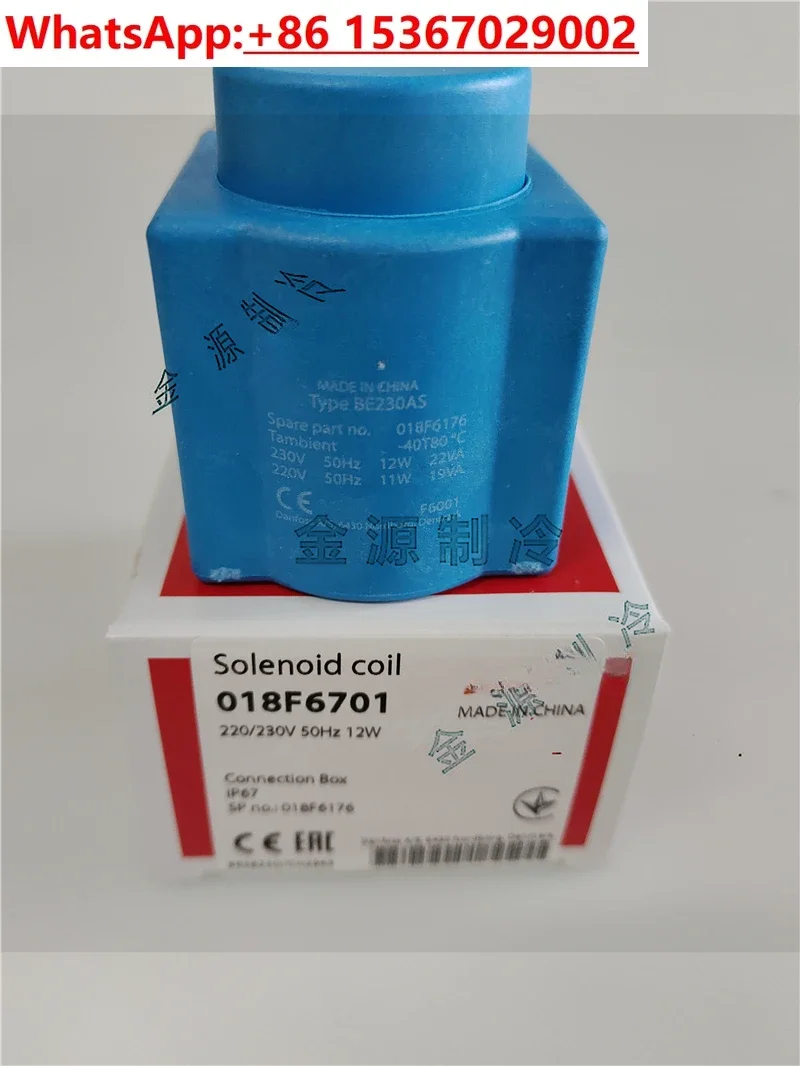 WhatsApp:+86 15367029002
金源制冷
MADE IN CHINA
Type BE230AS
Spare part no. 018F6176
Tambient -40T80 °C
230V 50Hz 12W 22VA
220V 50Hz 11W 19VA
CE
F6001
金源制冷
金源制冷
Solenoid coil
018F6701
MADE IN CHINA
220/230V 50Hz 12W
Connection Box
IP67
SP no.: 018F6176
CE EAC